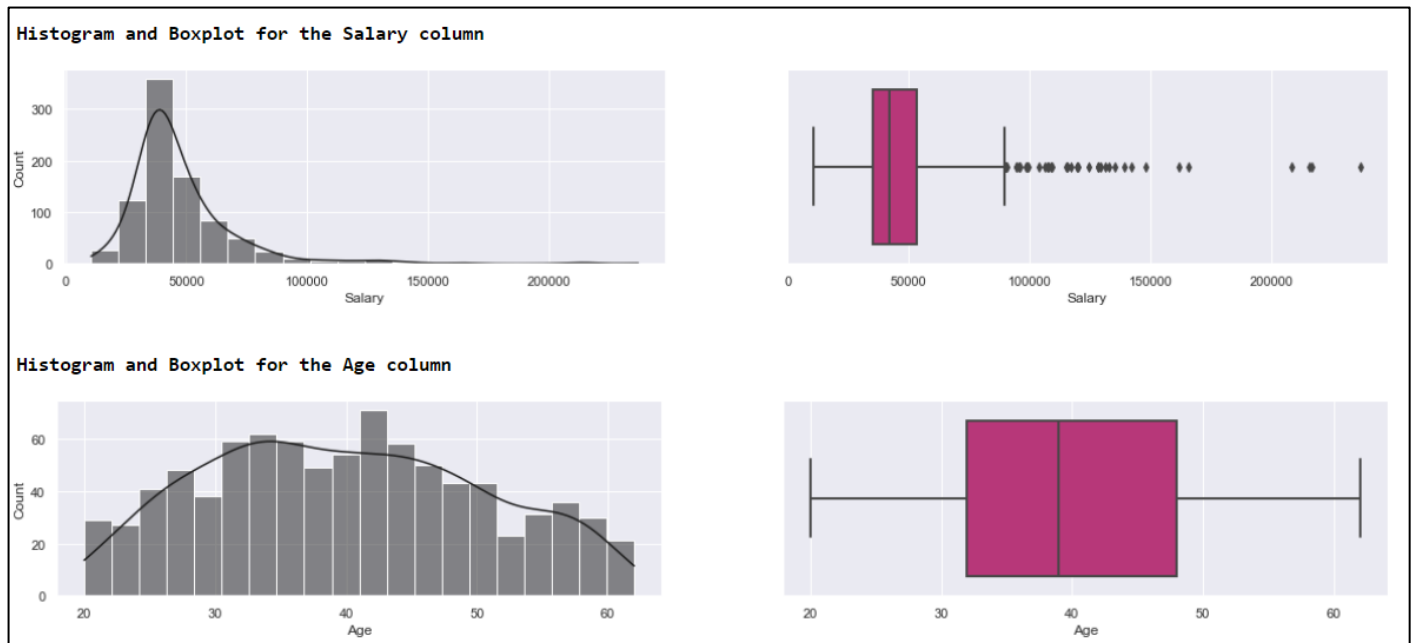 Histogram and Boxplot for the Salary column
300
200
100
0
Count
0 50000 100000 150000 200000
Salary
0 50000 100000 150000 200000
Salary
Histogram and Boxplot for the Age column
60
40
20
0
Count
20 30 40 50 60
Age
20 30 40 50 60
Age